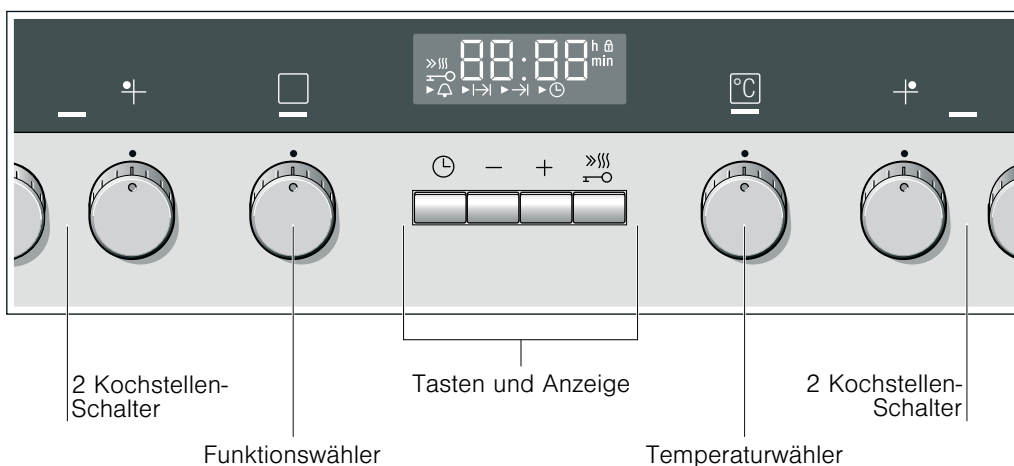 88:88 h
min
°C
− +
2 Kochstellen-
Schalter
Tasten und Anzeige
2 Kochstellen-
Schalter
Funktionswähler
Temperaturwähler